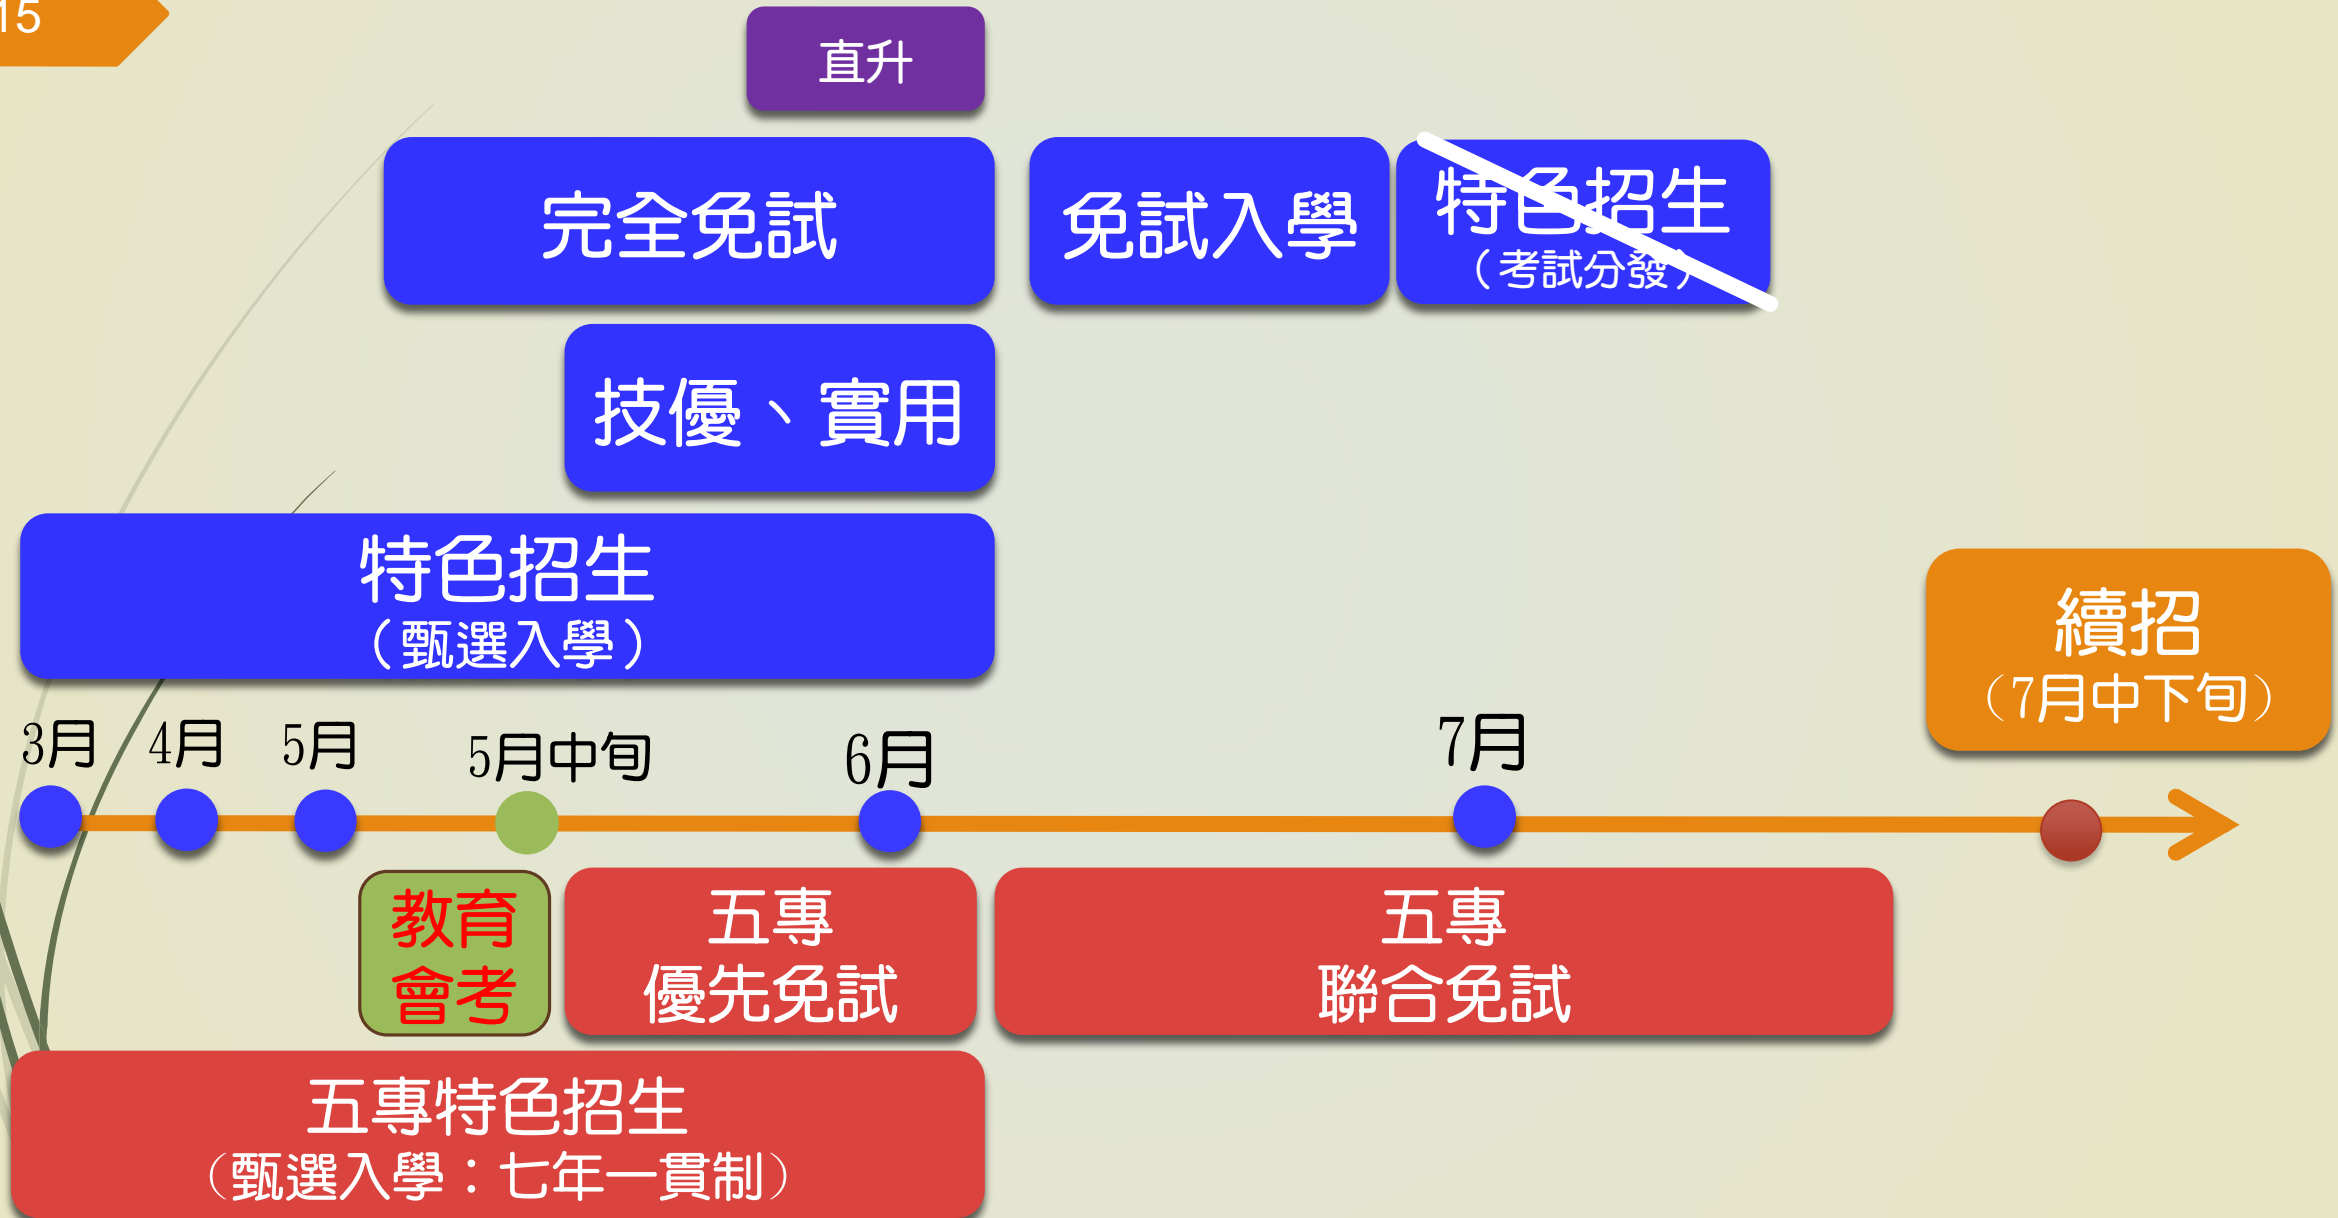 15
直升
完全免試
免試入學
特色招生
（考試分發）
技優、實用
特色招生
（甄選入學）
續招
（7月中下旬）
3月
4月
5月
5月中旬
6月
7月
教育
會考
五專
優先免試
五專
聯合免試
五專特色招生
（甄選入學：七年一貫制）